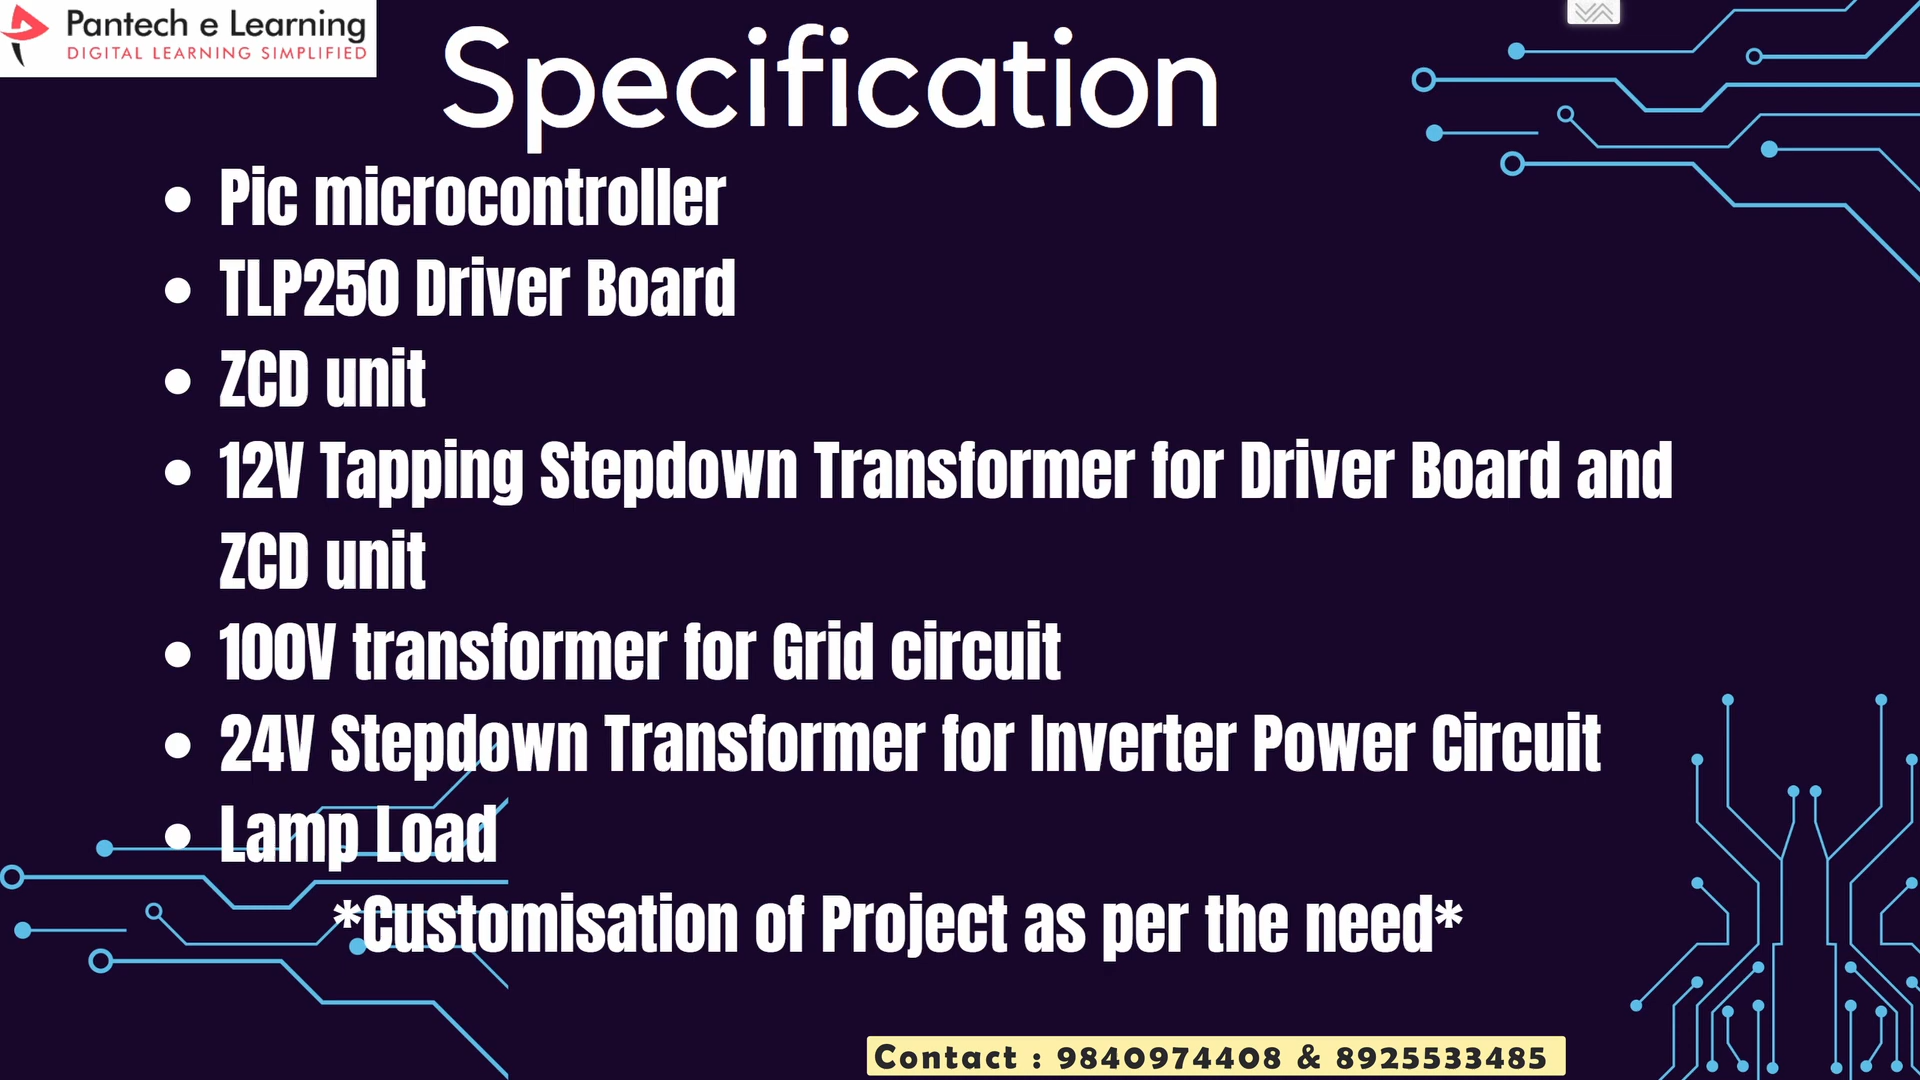 Pantech e Learning
DIGITAL LEARNING SIMPLIFIED
Specification
Pic microcontroller
TLP250 Driver Board
ZCD unit
12V Tapping Stepdown Transformer for Driver Board and
ZCD unit
100V transformer for Grid circuit
24V Stepdown Transformer for Inverter Power Circuit
Lamp Load
*Customisation of Project as per the need*
Contact : 9840974408 & 8925533485